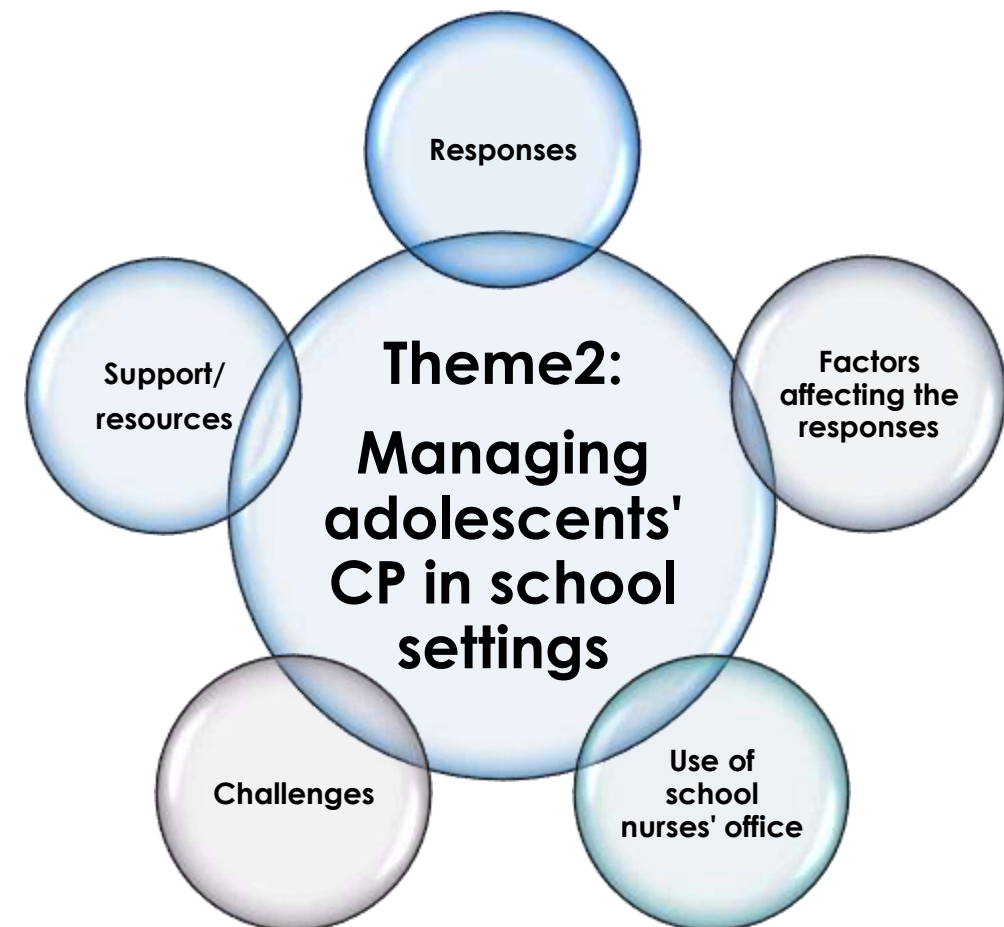 Responses
Support/
resources
Theme2:
Managing
adolescents'
CP in school
settings
Factors
affecting the
responses
Challenges
Use of
school
nurses' office